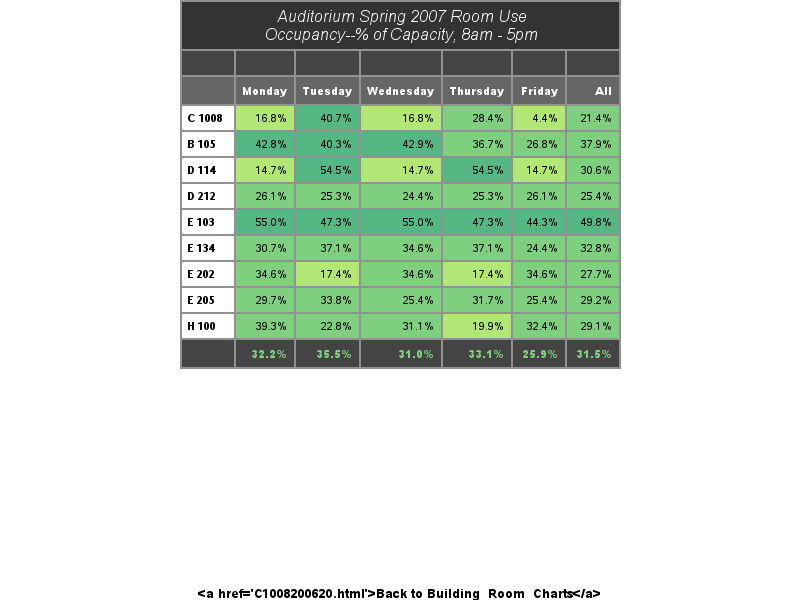 Auditorium Spring 2007 Room Use
Occupancy--% of Capacity, 8am - 5pm
Monday Tuesday Wednesday Thursday Friday All
C 1008 16.8% 40.7% 16.8% 28.4% 4.4% 21.4%
B 105 42.8% 40.3% 42.9% 36.7% 26.8% 37.9%
D 114 14.7% 54.5% 14.7% 54.5% 14.7% 30.6%
D 212 26.1% 25.3% 24.4% 25.3% 26.1% 25.4%
E 103 55.0% 47.3% 55.0% 47.3% 44.3% 49.8%
E 134 30.7% 37.1% 34.6% 37.1% 24.4% 32.8%
E 202 34.6% 17.4% 34.6% 17.4% 34.6% 27.7%
E 205 29.7% 33.8% 25.4% 31.7% 25.4% 29.2%
H 100 39.3% 22.8% 31.1% 19.9% 32.4% 29.1%
32.2% 35.5% 31.0% 33.1% 25.9% 31.5%
<a href='C1008200620.html'>Back to Building_Room_Charts</a>